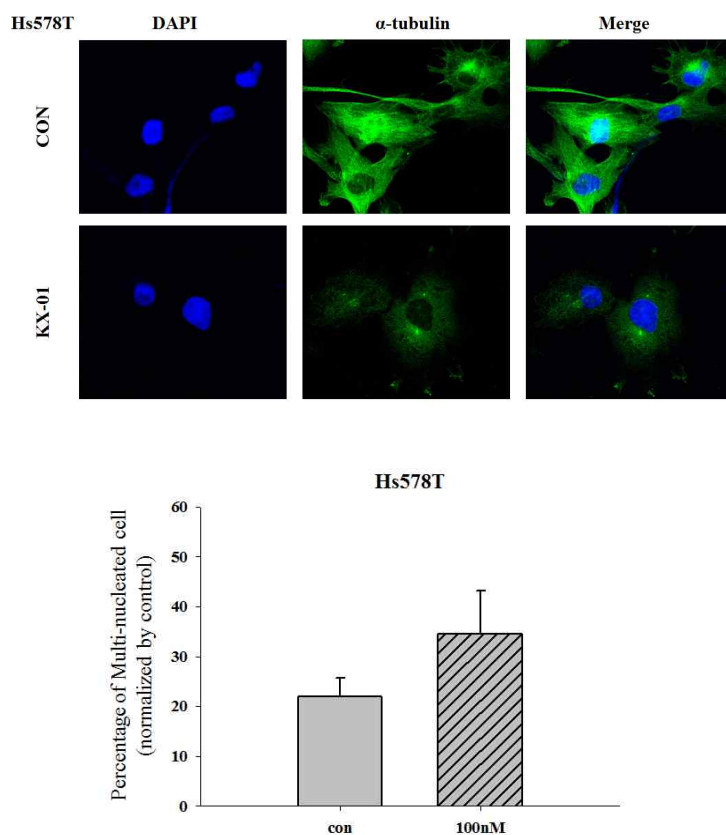 Hs578T DAPI α-tubulin Merge
CON
KX-01
Hs578T
Percentage of Multi-nucleated cell
(normalized by control)
60
50
40
30
20
10
0
con 100nM